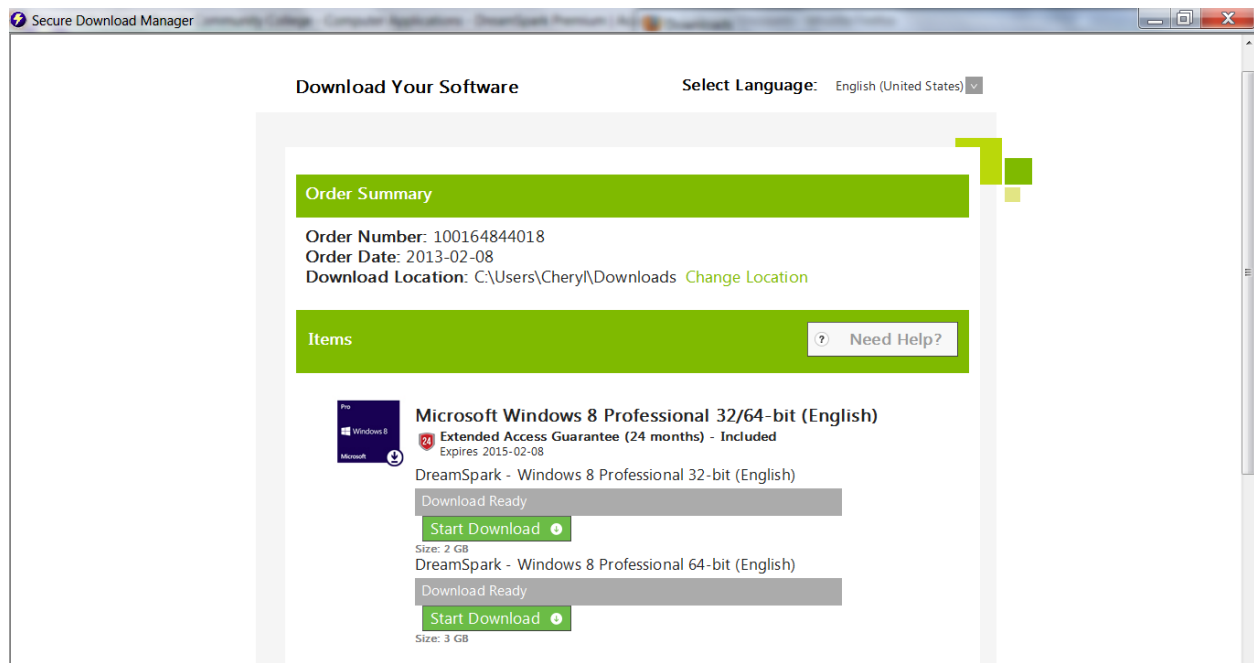 Secure Download Manager
Download Your Software
Select Language: English (United States)
Order Summary
Order Number: 100164844018
Order Date: 2013-02-08
Download Location: C:\Users\Cheryl\Downloads Change Location
Items
? Need Help?
Pro
Windows 8
Microsoft
Microsoft Windows 8 Professional 32/64-bit (English)
24 Extended Access Guarantee (24 months) - Included
Expires 2015-02-08
DreamSpark - Windows 8 Professional 32-bit (English)
Download Ready
Start Download
Size: 2 GB
DreamSpark - Windows 8 Professional 64-bit (English)
Download Ready
Start Download
Size: 3 GB